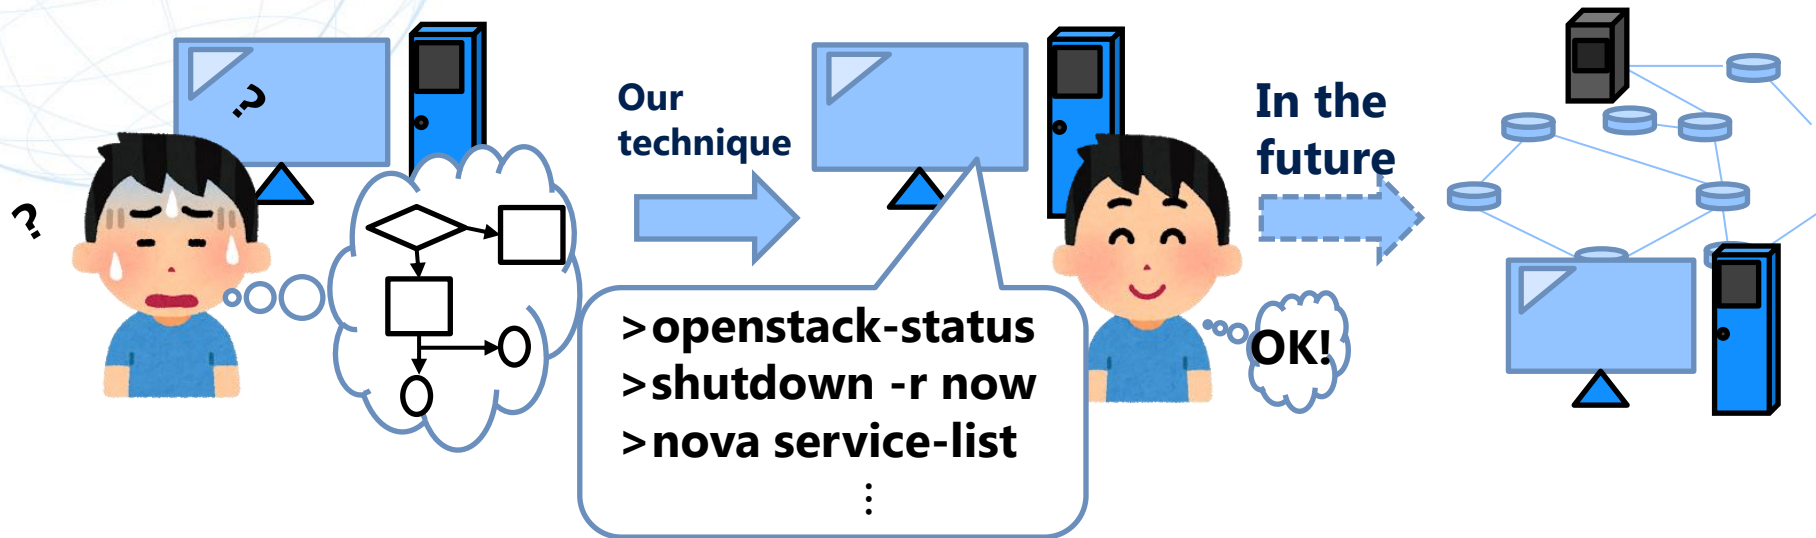 ?
?
Our
technique
>openstack-status
>shutdown -r now
>nova service-list
⋮
OK!
In the
future